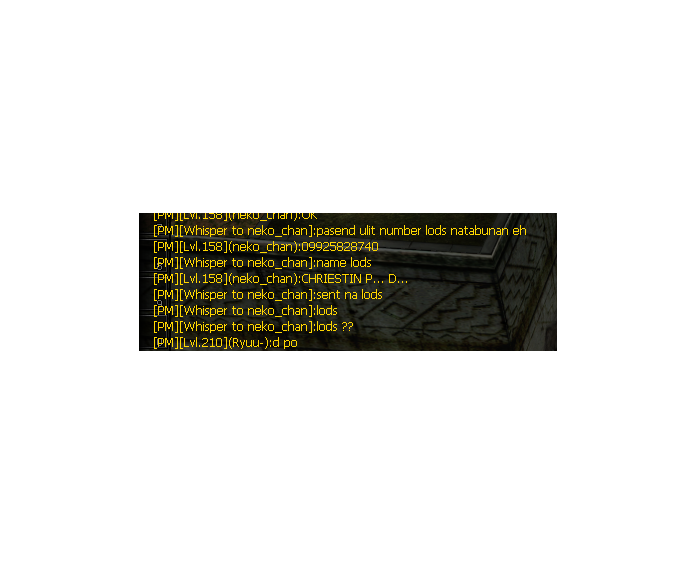 [PM][Lvl.158](neko_chan):OK
[PM][Whisper to neko_chan]:pasend ulit number lods natabunan eh
[PM][Lvl.158](neko_chan):09925828740
[PM][Whisper to neko_chan]:name lods
[PM][Lvl.158](neko_chan):CHRIESTIN P... D...
[PM][Whisper to neko_chan]:sent na lods
[PM][Whisper to neko_chan]:lods
[PM][Whisper to neko_chan]:lods ??
[PM][Lvl.210](Ryuu-):d po